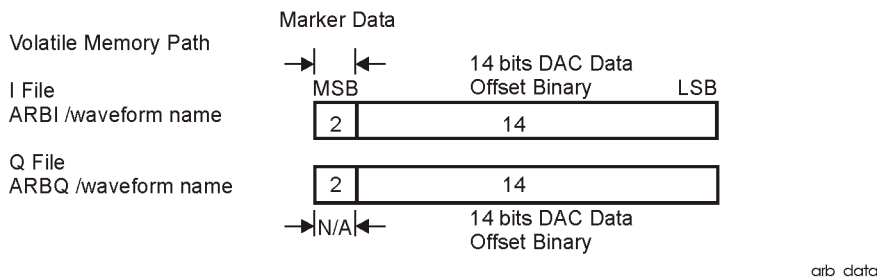 Marker Data
Volatile Memory Path
14 bits DAC Data
Offset Binary
I File
MSB
LSB
ARBI /waveform name
2
14
Q File
ARBQ /waveform name
2
14
N/A
14 bits DAC Data
Offset Binary
arb data